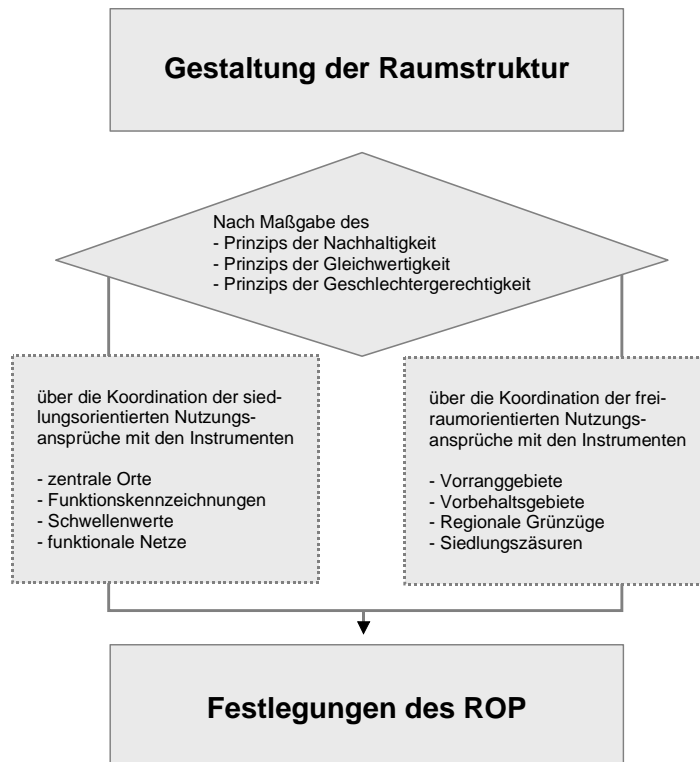 Gestaltung der Raumstruktur
Nach Maßgabe des
- Prinzips der Nachhaltigkeit
- Prinzips der Gleichwertigkeit
- Prinzips der Geschlechtergerechtigkeit
über die Koordination der sied-
lungsorientierten Nutzungs-
ansprüche mit den Instrumenten
- zentrale Orte
- Funktionskennzeichnungen
- Schwellenwerte
- funktionale Netze
über die Koordination der frei-
raumorientierten Nutzungs-
ansprüche mit den Instrumenten
- Vorranggebiete
- Vorbehaltsgebiete
- Regionale Grünzüge
- Siedlungszäsuren
Festlegungen des ROP